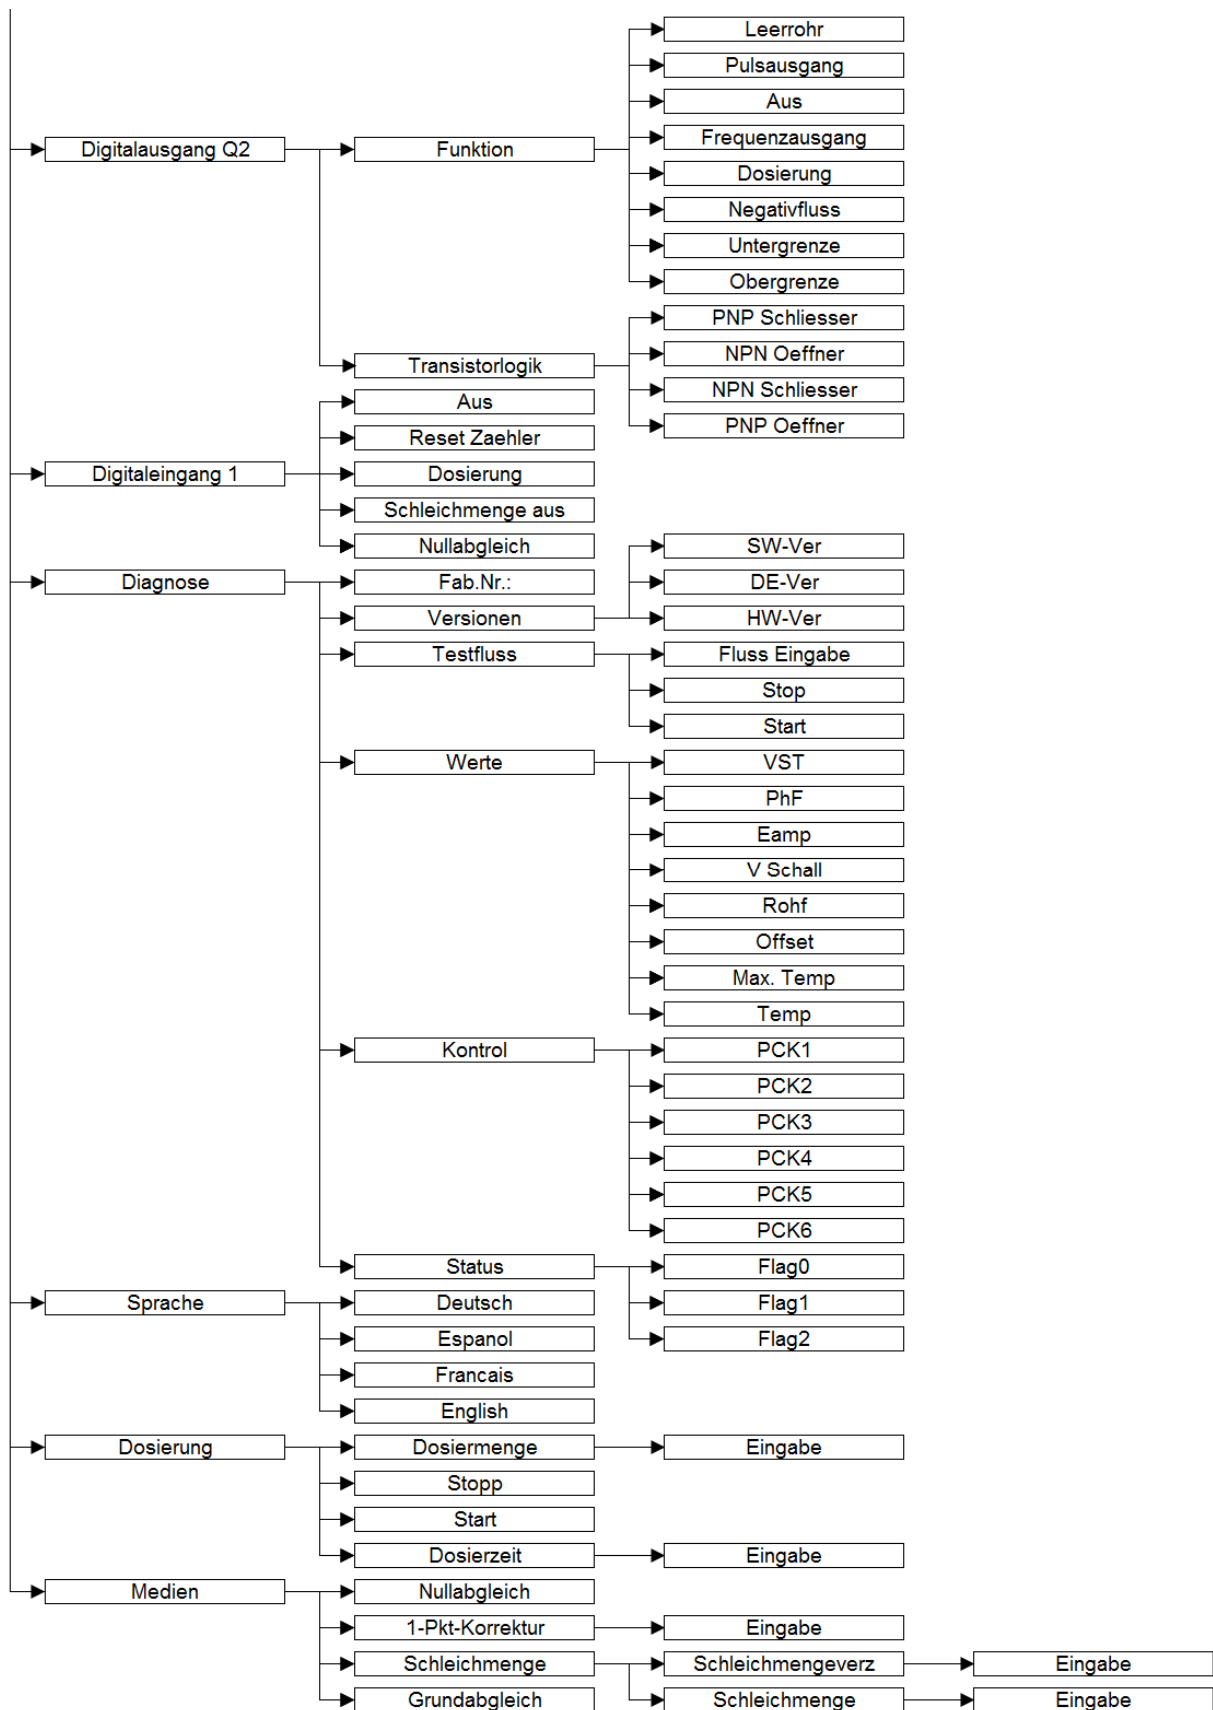 Leerrohr
Pulsausgang
Aus
Digitalausgang Q2 Funktion Frequenzausgang
Dosierung
Negativfluss
Untergrenze
Obergrenze
PNP Schliesser
Transistorlogik NPN Oeffner
Aus NPN Schliesser
Reset Zaehler PNP Oeffner
Digitaleingang 1 Dosierung
Schleichmenge aus
Nullabgleich SW-Ver
Diagnose Fab.Nr.: DE-Ver
Versionen HW-Ver
Testfluss Fluss Eingabe
Stop
Start
Werte VST
PhF
Eamp
V Schall
Rohf
Offset
Max. Temp
Temp
Kontrol PCK1
PCK2
PCK3
PCK4
PCK5
PCK6
Status Flag0
Sprache Deutsch Flag1
Espanol Flag2
Francais
English
Dosierung Dosiermenge Eingabe
Stopp
Start
Dosierzeit Eingabe
Medien Nullabgleich
1-Pkt-Korrektur Eingabe
Schleichmenge Schleichmengeverz Eingabe
Grundabgleich Schleichmenge Eingabe